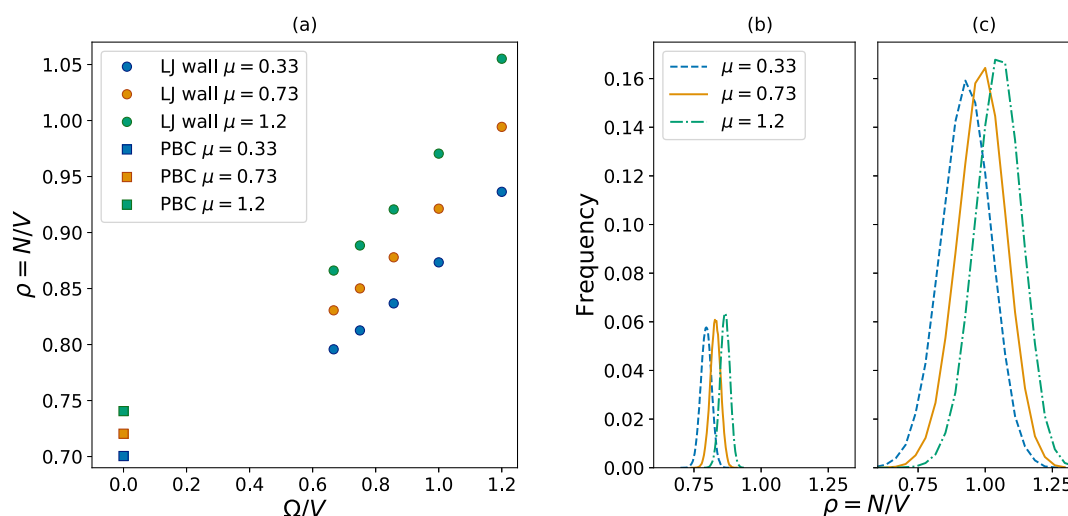 (a)
(b)
(c)
1.05
1.00
0.95
0.90
0.85
0.80
0.75
0.70
ρ = N/V
LJ wall μ = 0.33
LJ wall μ = 0.73
LJ wall μ = 1.2
PBC μ = 0.33
PBC μ = 0.73
PBC μ = 1.2
0.0 0.2 0.4 0.6 0.8 1.0 1.2
Ω/V
Frequency
0.16
0.14
0.12
0.10
0.08
0.06
0.04
0.02
0.00
μ = 0.33
μ = 0.73
μ = 1.2
0.75 1.00 1.25
0.75 1.00 1.25
ρ = N/V